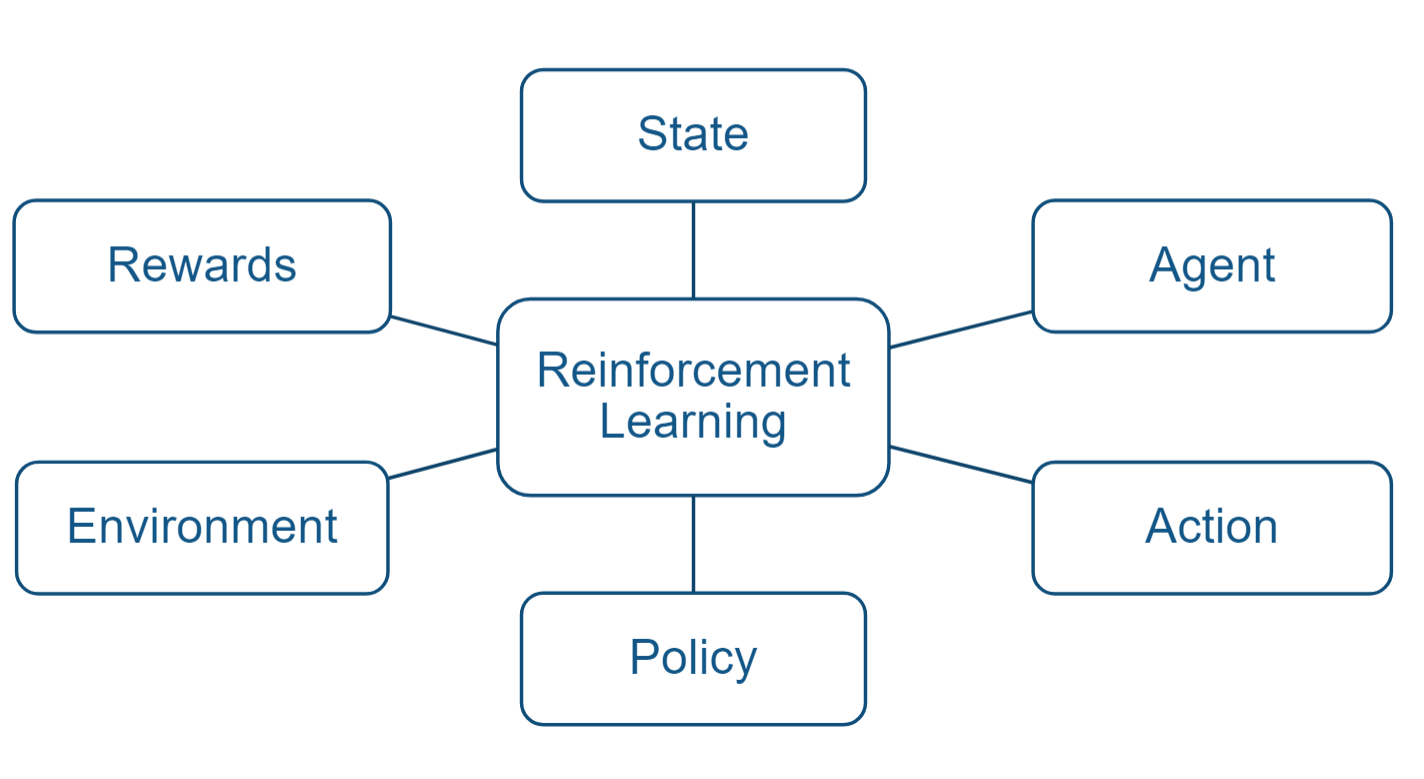 State
Rewards
Agent
Reinforcement
Learning
Environment
Action
Policy